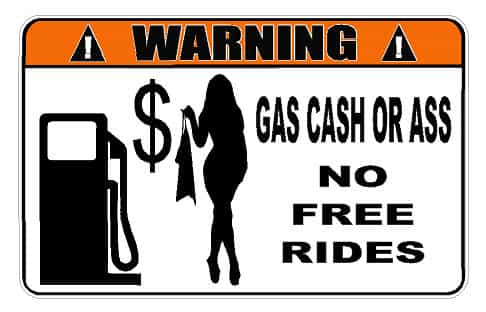 WARNING
$
GAS CASH OR ASS
NO
FREE
RIDES